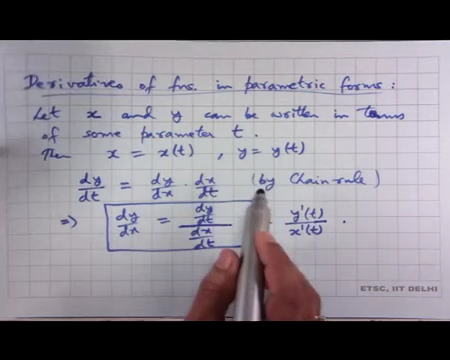 Derivatives of fns. in parametric forms:
Let x and y can be written in terms
of some parameter t.
Then x = x(t) , y = y(t)
dy/dt = dy/dx · dx/dt (by Chain rule)
⇒ dy/dx = (dy/dt)/(dx/dt) y'(t)/x'(t) .
ETSC, IIT DELHI